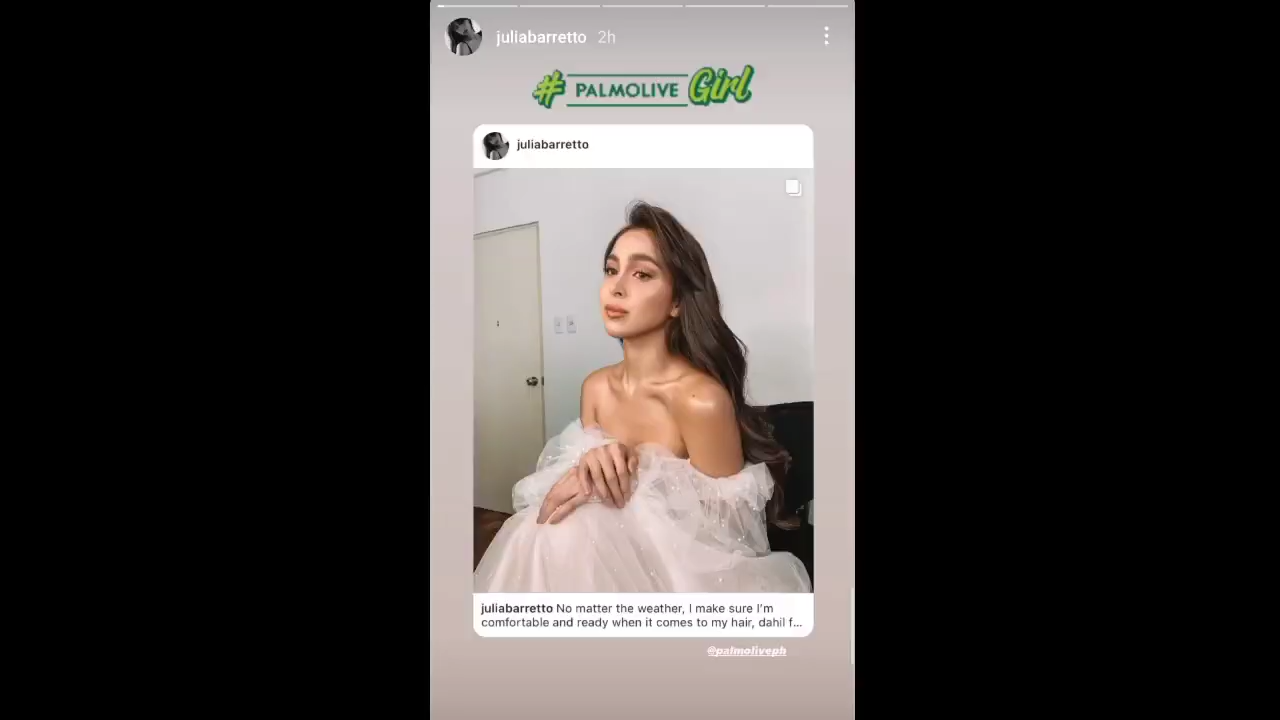 juliabarretto 2h
# PALMOLIVE Girl
juliabarretto
juliabarretto No matter the weather, I make sure I'm
comfortable and ready when it comes to my hair, dahil f...
@palmoliveph